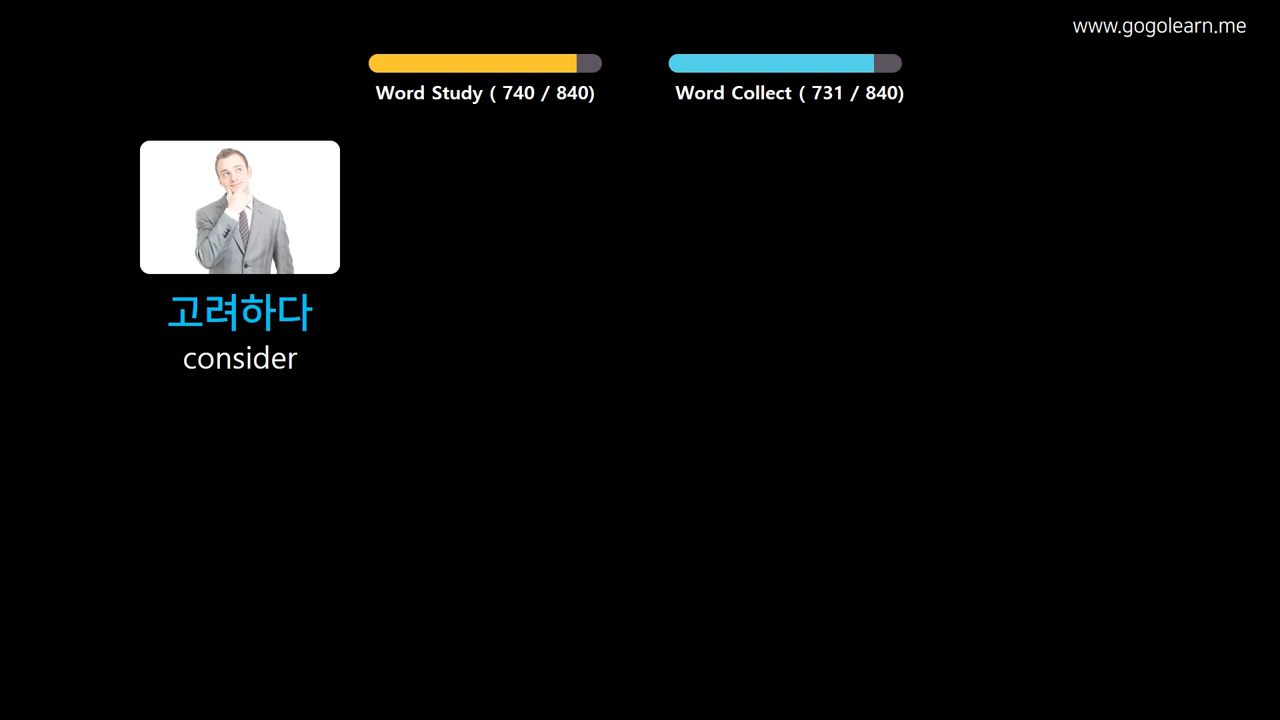 www.gogolearn.me
Word Study ( 740 / 840)
Word Collect ( 731 / 840)
고려하다
consider